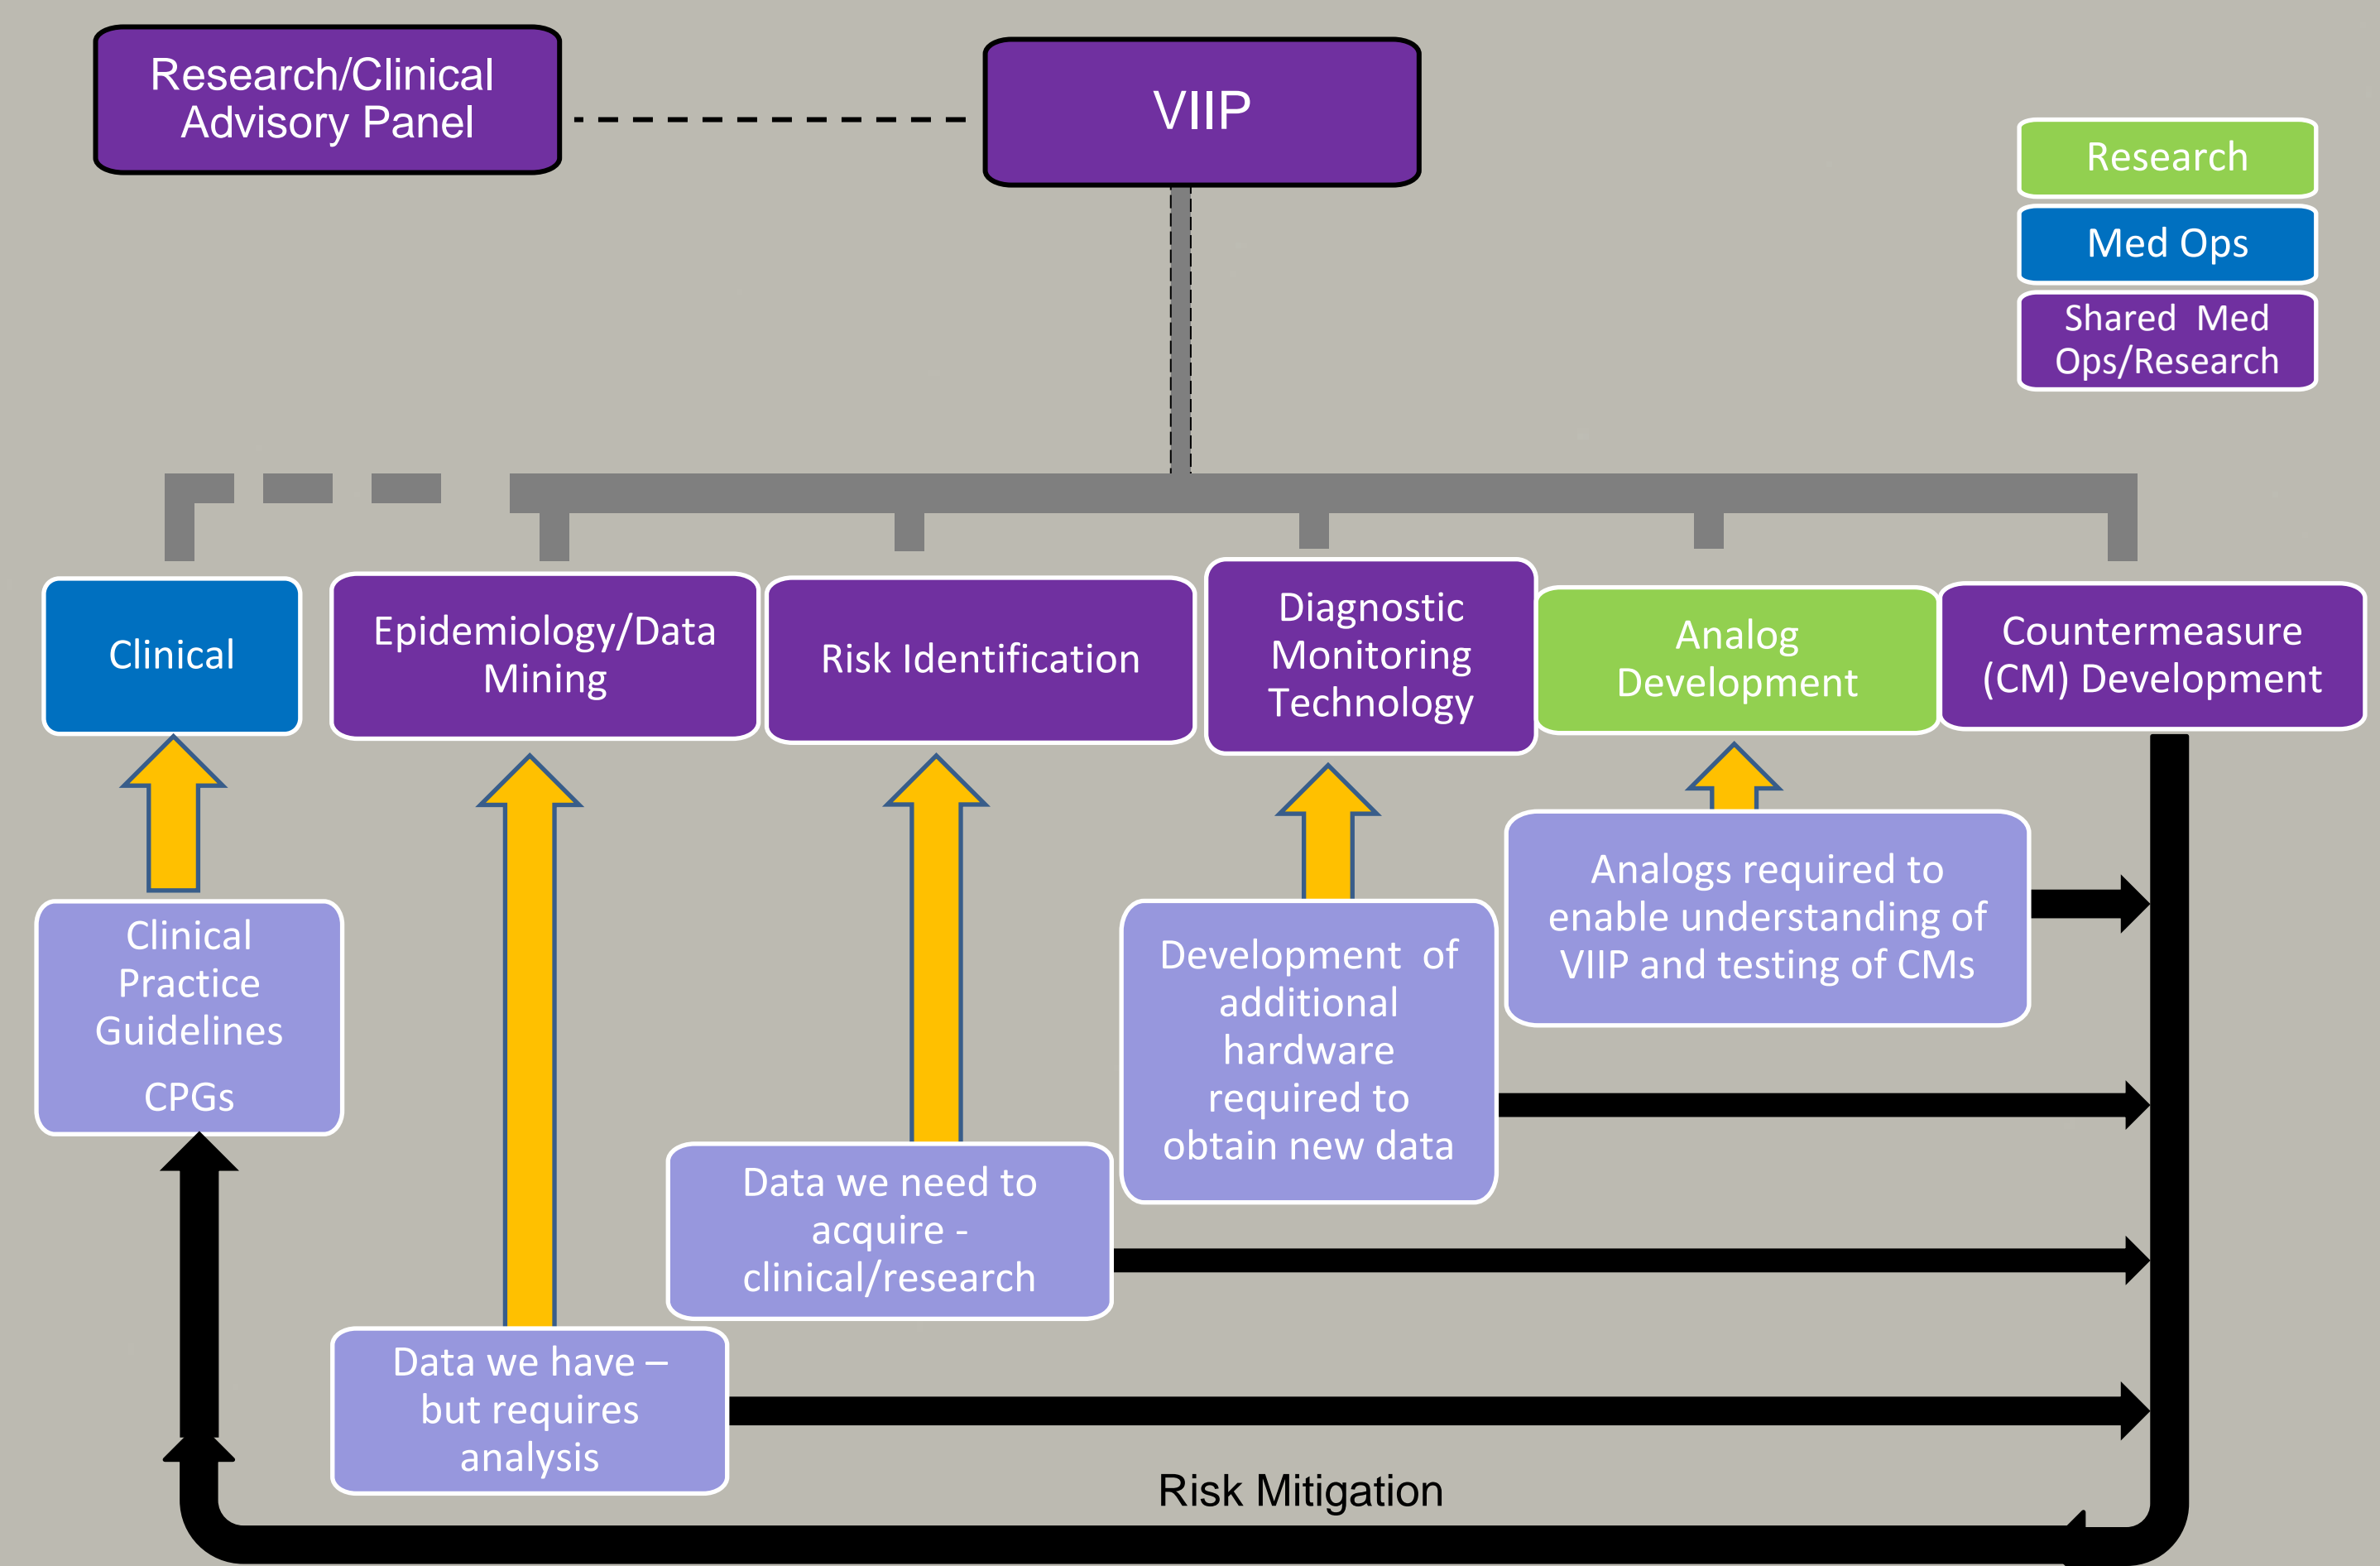 Research/Clinical
Advisory Panel
VIIP
Research
Med Ops
Shared Med
Ops/Research
Clinical
Epidemiology/Data
Mining
Risk Identification
Diagnostic
Monitoring
Technology
Analog
Development
Countermeasure
(CM) Development
Clinical
Practice
Guidelines
CPGs
Data we have –
but requires
analysis
Data we need to
acquire -
clinical/research
Development of
additional
hardware
required to
obtain new data
Analogs required to
enable understanding of
VIIP and testing of CMs
Risk Mitigation